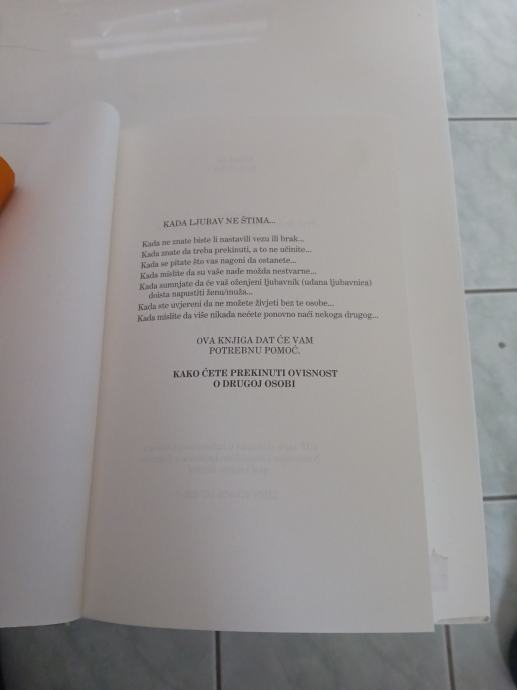 KADA LJUBAV NE ŠTIMA...
Kada ne znate biste li nastavili vezu ili brak...
Kada znate da treba prekinuti, a to ne učinite...
Kada se pitate što vas nagoni da ostanete...
Kada mislite da su vaše nade možda nestvarne...
Kada sumnjate da će vaš oženjeni ljubavnik (udana ljubavnica)
doista napustiti ženu/muža...
Kada ste uvjereni da ne možete živjeti bez te osobe...
Kada mislite da više nikada nećete ponovno naći nekoga drugog...
OVA KNJIGA DAT ĆE VAM
POTREBNU POMOĆ.
KAKO ĆETE PREKINUTI OVISNOST
O DRUGOJ OSOBI